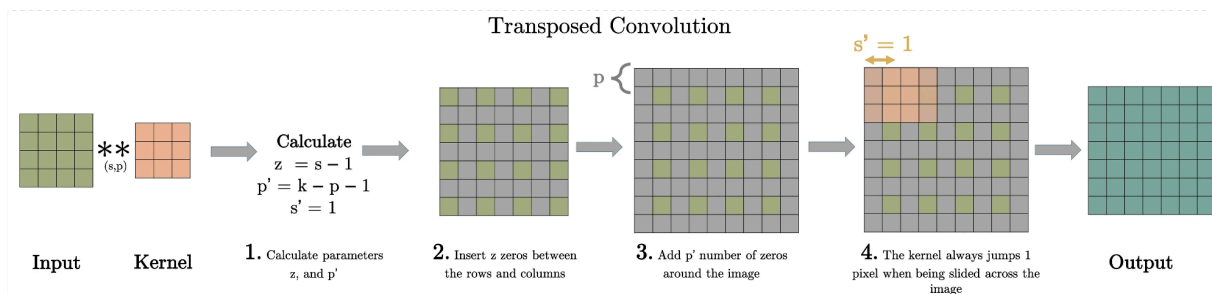 Transposed Convolution
s' = 1
p
**
(s,p)
Calculate
z = s − 1
p' = k − p − 1
s' = 1
Input
Kernel
1. Calculate parameters
z, and p'
2. Insert z zeros between
the rows and columns
3. Add p' number of zeros
around the image
4. The kernel always jumps 1
pixel when being slided across the
image
Output